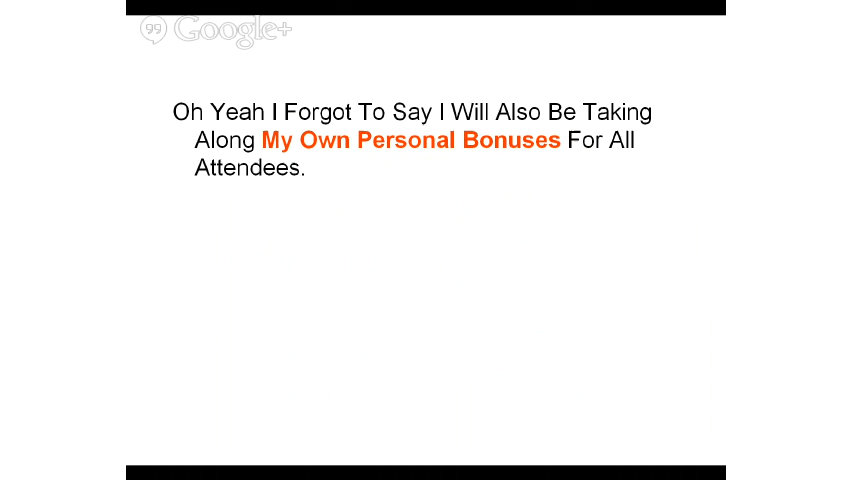 Google+
Oh Yeah I Forgot To Say I Will Also Be Taking
Along My Own Personal Bonuses For All
Attendees.